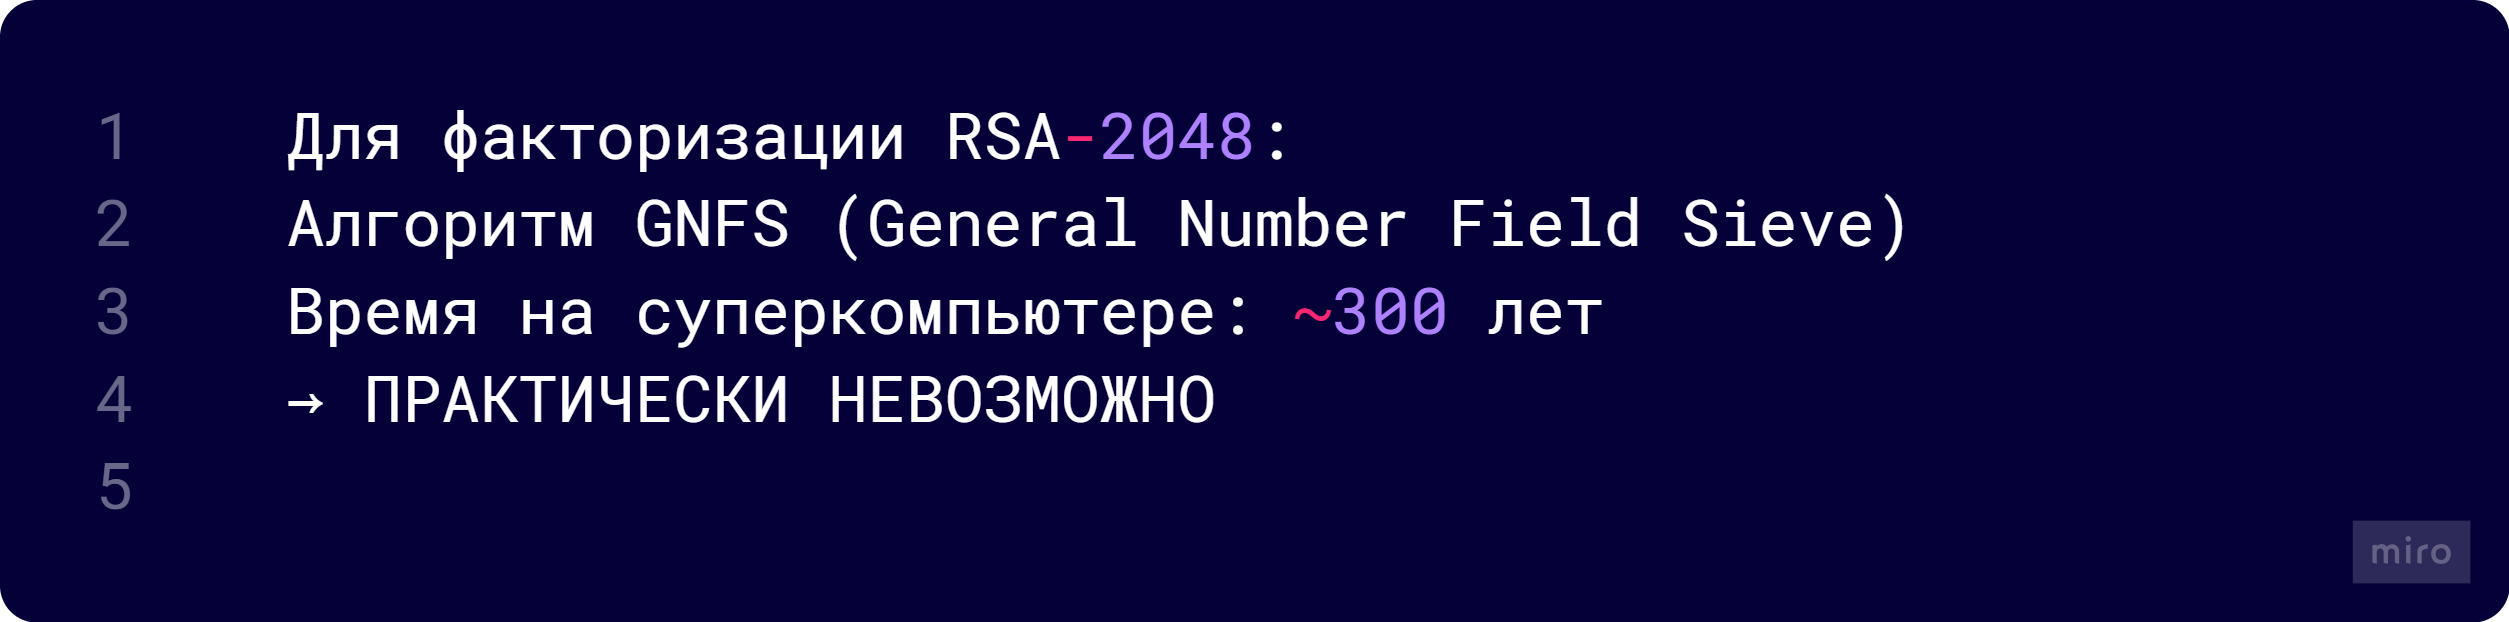 1 Для факторизации RSA-2048:
2 Алгоритм GNFS (General Number Field Sieve)
3 Время на суперкомпьютере: ~300 лет
4 → ПРАКТИЧЕСКИ НЕВОЗМОЖНО
5
miro